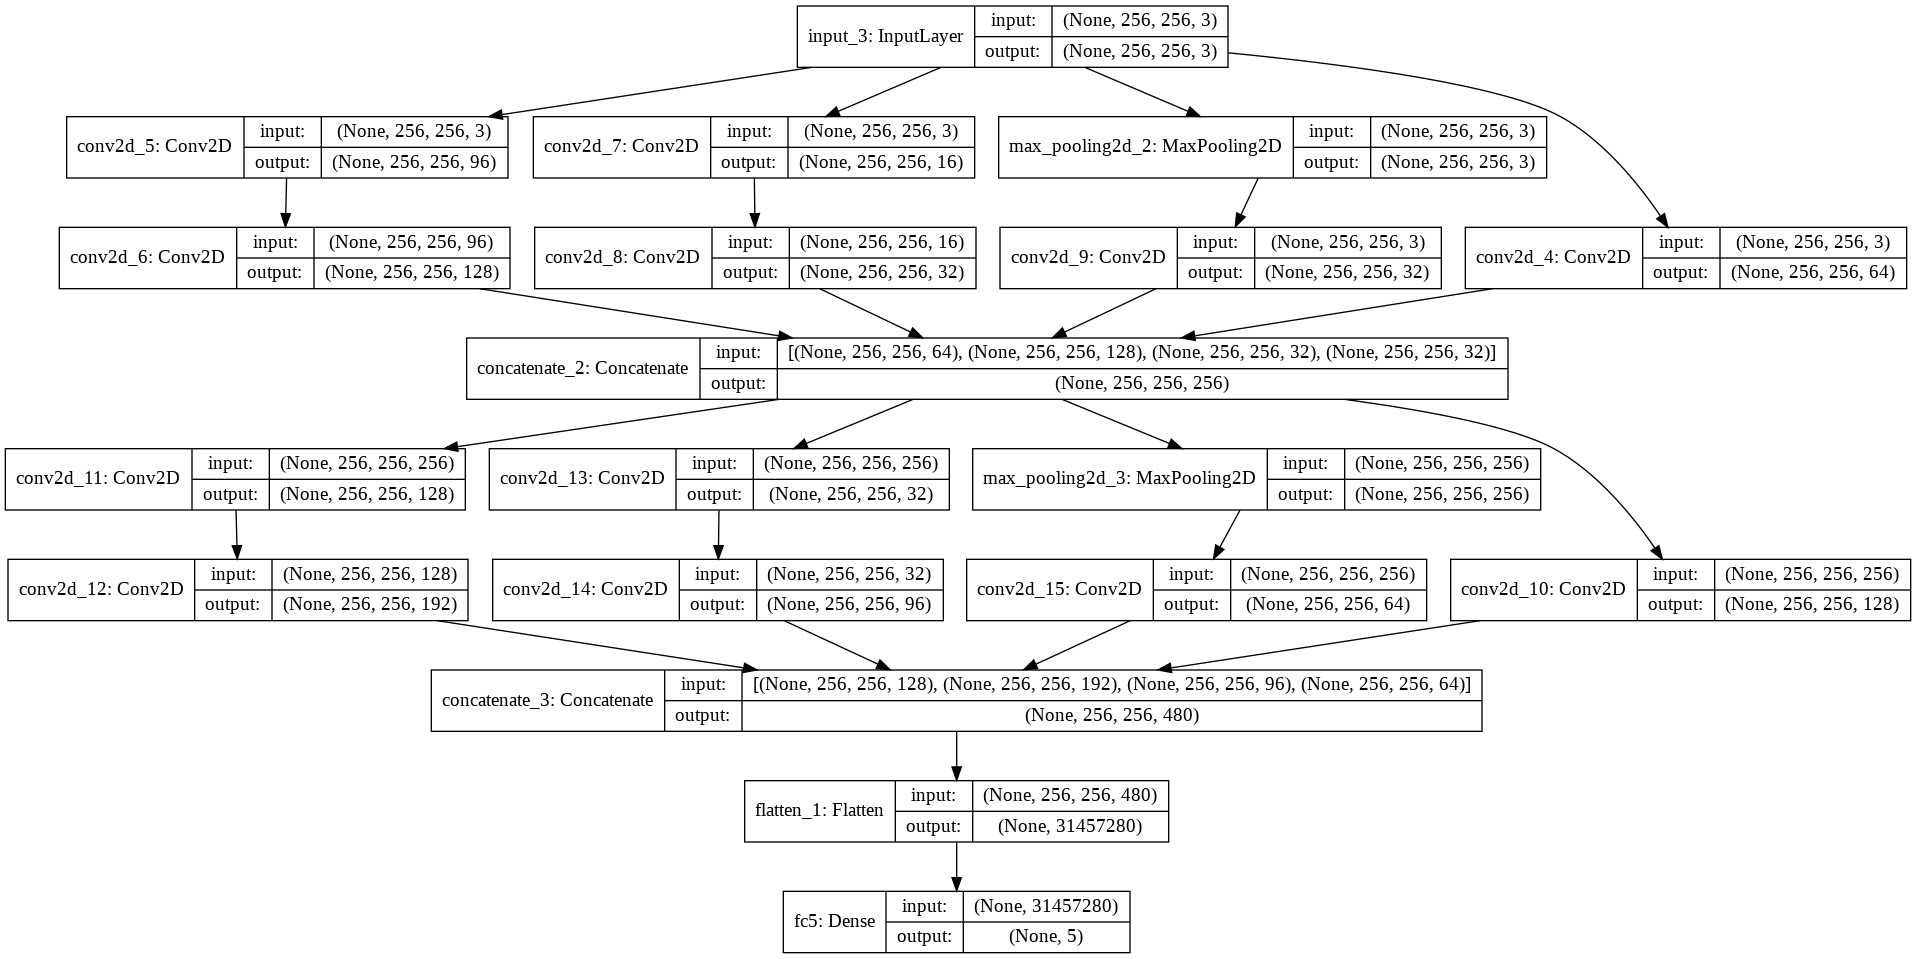 input_3: InputLayer
input: (None, 256, 256, 3)
output: (None, 256, 256, 3)
conv2d_5: Conv2D
input: (None, 256, 256, 3)
output: (None, 256, 256, 96)
conv2d_7: Conv2D
input: (None, 256, 256, 3)
output: (None, 256, 256, 16)
max_pooling2d_2: MaxPooling2D
input: (None, 256, 256, 3)
output: (None, 256, 256, 3)
conv2d_6: Conv2D
input: (None, 256, 256, 96)
output: (None, 256, 256, 128)
conv2d_8: Conv2D
input: (None, 256, 256, 16)
output: (None, 256, 256, 32)
conv2d_9: Conv2D
input: (None, 256, 256, 3)
output: (None, 256, 256, 32)
conv2d_4: Conv2D
input: (None, 256, 256, 3)
output: (None, 256, 256, 64)
concatenate_2: Concatenate
input: [(None, 256, 256, 64), (None, 256, 256, 128), (None, 256, 256, 32), (None, 256, 256, 32)]
output: (None, 256, 256, 256)
conv2d_11: Conv2D
input: (None, 256, 256, 256)
output: (None, 256, 256, 128)
conv2d_13: Conv2D
input: (None, 256, 256, 256)
output: (None, 256, 256, 32)
max_pooling2d_3: MaxPooling2D
input: (None, 256, 256, 256)
output: (None, 256, 256, 256)
conv2d_12: Conv2D
input: (None, 256, 256, 128)
output: (None, 256, 256, 192)
conv2d_14: Conv2D
input: (None, 256, 256, 32)
output: (None, 256, 256, 96)
conv2d_15: Conv2D
input: (None, 256, 256, 256)
output: (None, 256, 256, 64)
conv2d_10: Conv2D
input: (None, 256, 256, 256)
output: (None, 256, 256, 128)
concatenate_3: Concatenate
input: [(None, 256, 256, 128), (None, 256, 256, 192), (None, 256, 256, 96), (None, 256, 256, 64)]
output: (None, 256, 256, 480)
flatten_1: Flatten
input: (None, 256, 256, 480)
output: (None, 31457280)
fc5: Dense
input: (None, 31457280)
output: (None, 5)